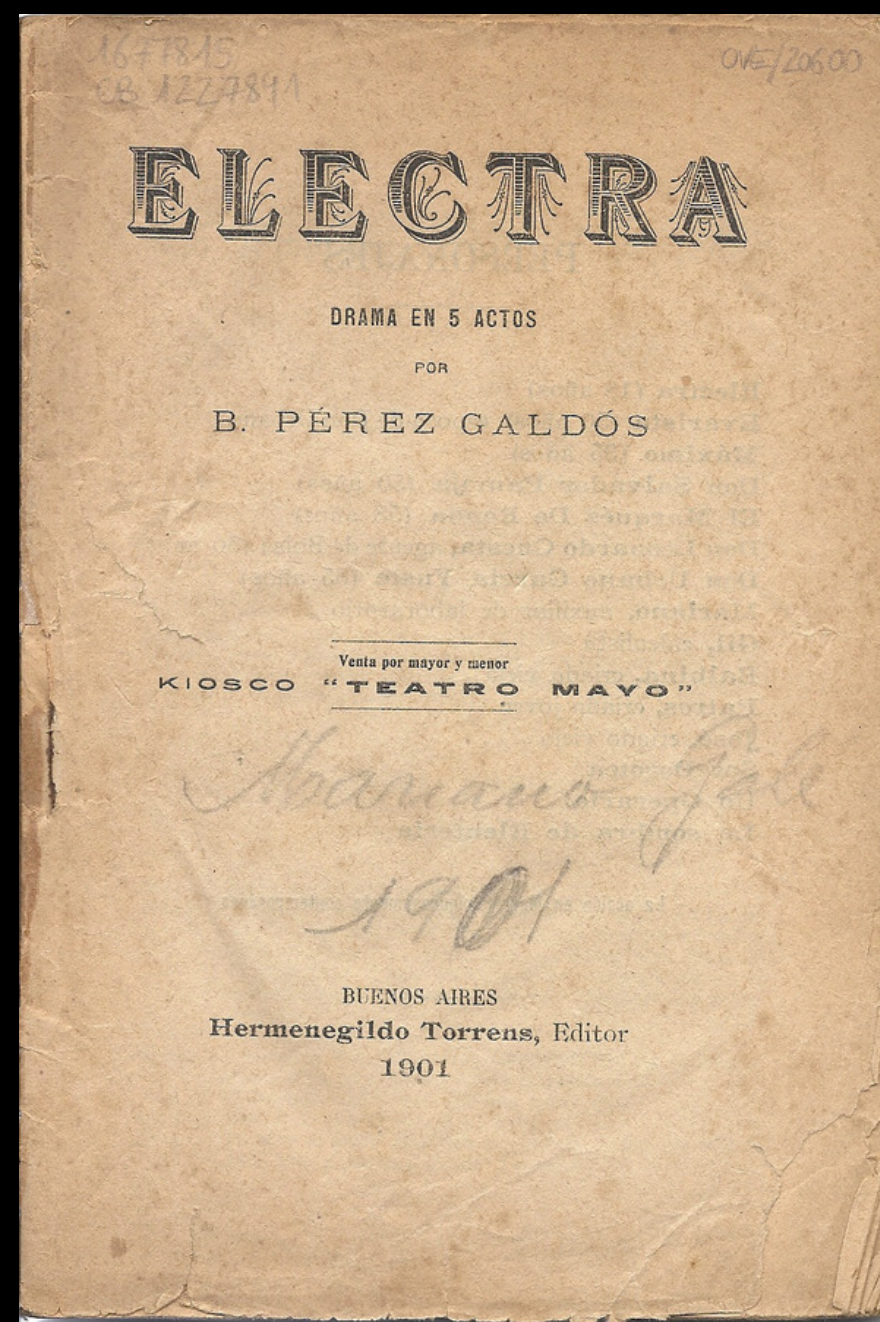 1677815
CB 1227841
OVE/20600
ELECTRA
DRAMA EN 5 ACTOS
POR
B. PÉREZ GALDÓS
Venta por mayor y menor
KIOSCO "TEATRO MAYO"
Mariano
1901
BUENOS AIRES
Hermenegildo Torrens, Editor
1901